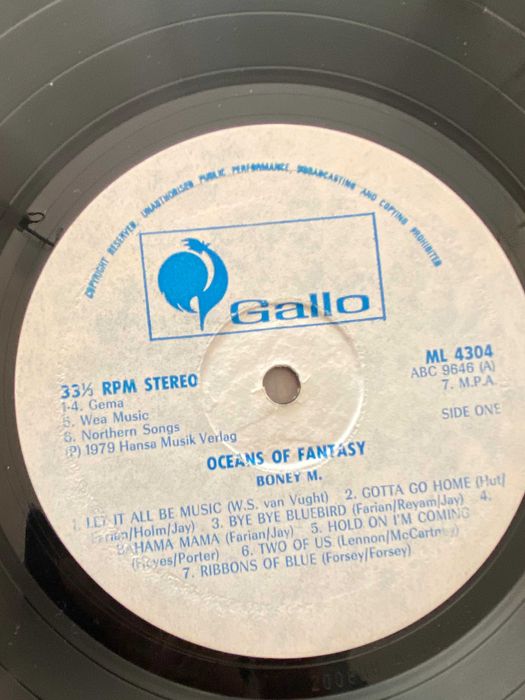 COPYRIGHT RESERVED, UNAUTHORISED PUBLIC PERFORMANCE, BROADCASTING AND COPYING PROHIBITED
Gallo
33⅓ RPM STEREO
1-4. Gema
5. Wea Music
6. Northern Songs
(P) 1979 Hansa Musik Verlag
ML 4304
ABC 9646 (A)
7. M.P.A.
SIDE ONE
OCEANS OF FANTASY
BONEY M.
1. LET IT ALL BE MUSIC (W.S. van Vught) 2. GOTTA GO HOME (Hut/
Farian/Holm/Jay) 3. BYE BYE BLUEBIRD (Farian/Reyam/Jay) 4.
BAHAMA MAMA (Farian/Jay) 5. HOLD ON I'M COMING
(Hayes/Porter) 6. TWO OF US (Lennon/McCartney)
7. RIBBONS OF BLUE (Forsey/Forsey)